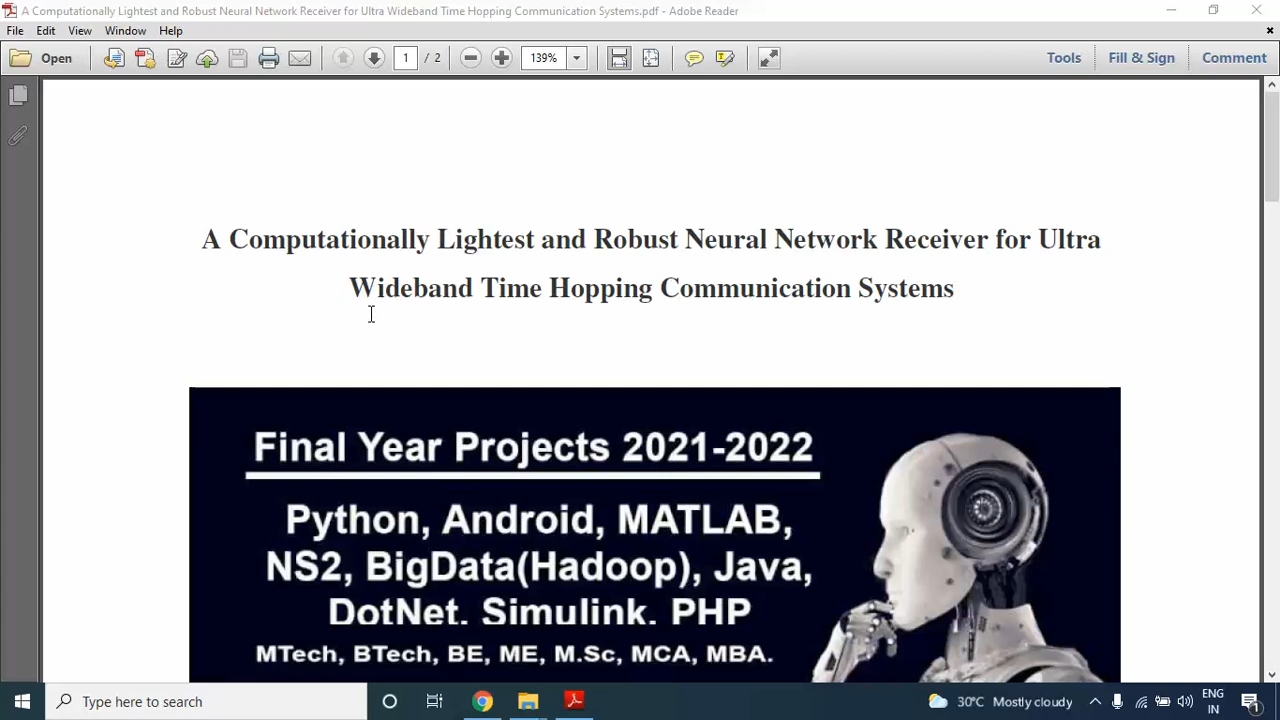 A Computationally Lightest and Robust Neural Network Receiver for Ultra Wideband Time Hopping Communication Systems.pdf - Adobe Reader
File Edit View Window Help
Open 1 / 2 139% Tools Fill & Sign Comment
A Computationally Lightest and Robust Neural Network Receiver for Ultra
Wideband Time Hopping Communication Systems
Final Year Projects 2021-2022
Python, Android, MATLAB,
NS2, BigData(Hadoop), Java,
DotNet, Simulink, PHP
MTech, BTech, BE, ME, M.Sc, MCA, MBA.
Type here to search 30°C Mostly cloudy ENG
IN 1